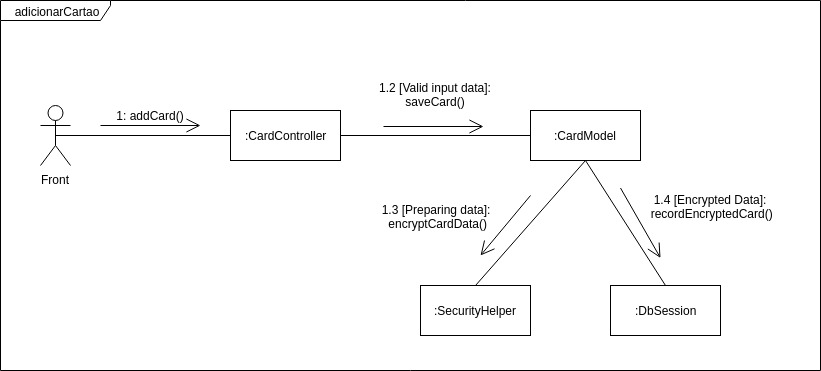 adicionarCartao
1.2 [Valid input data]:
saveCard()
1: addCard()
:CardController
:CardModel
Front
1.3 [Preparing data]:
encryptCardData()
1.4 [Encrypted Data]:
recordEncryptedCard()
:SecurityHelper
:DbSession